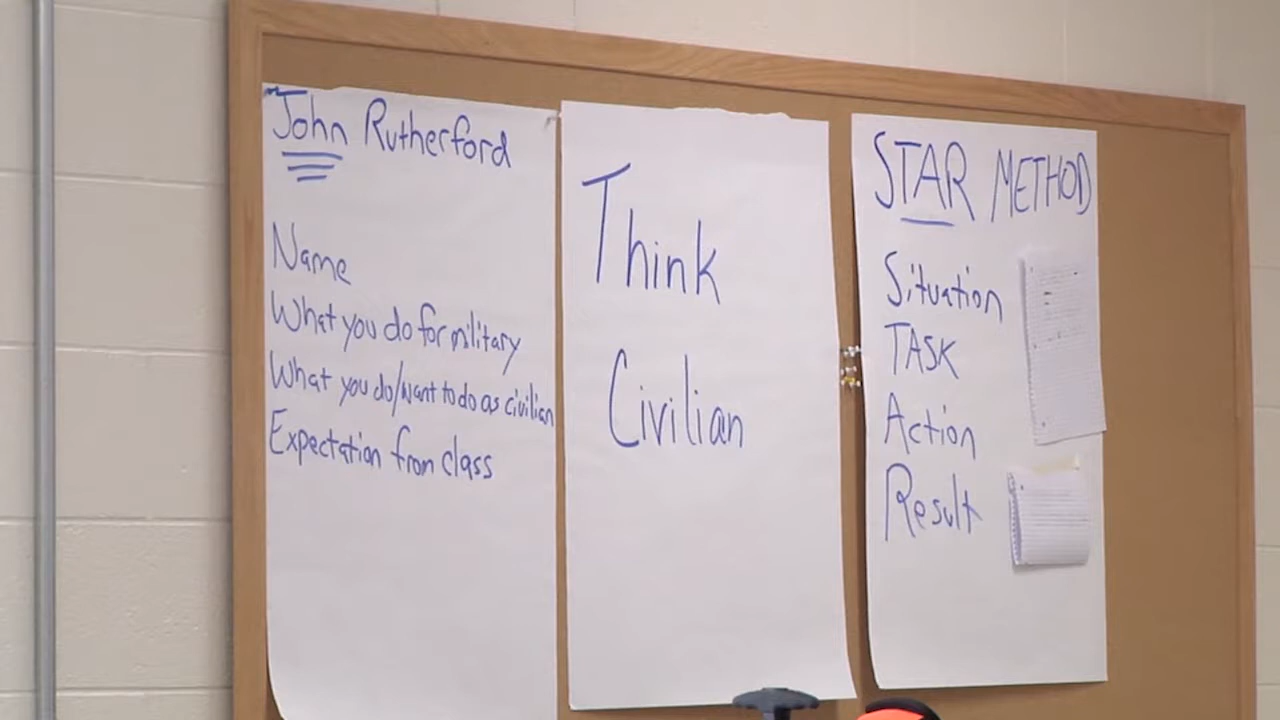 John Rutherford
Name
What you do for military
What you do/want to do as civilian
Expectation from class
Think
Civilian
STAR METHOD
Situation
TASK
Action
Result